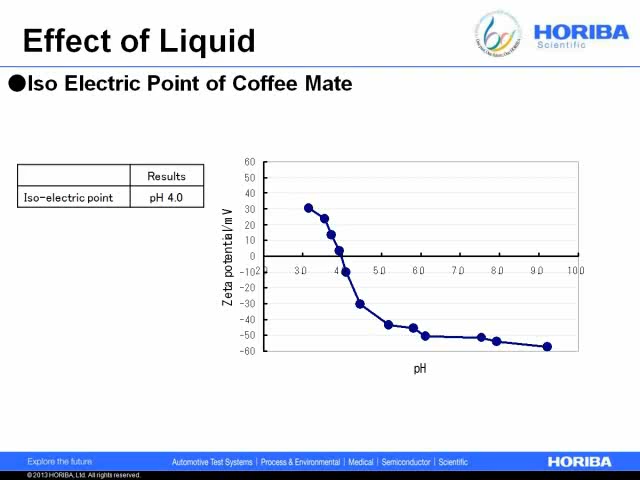 Effect of Liquid
HORIBA
Scientific
●Iso Electric Point of Coffee Mate
Results
Iso-electric point pH 4.0
Zeta potential/mV
60
50
40
30
20
10
0
-10
-20
-30
-40
-50
-60
2.0 3.0 4.0 5.0 6.0 7.0 8.0 9.0 10.0
pH
Explore the future
Automotive Test Systems | Process & Environmental | Medical | Semiconductor | Scientific
HORIBA
© 2013 HORIBA, Ltd. All rights reserved.